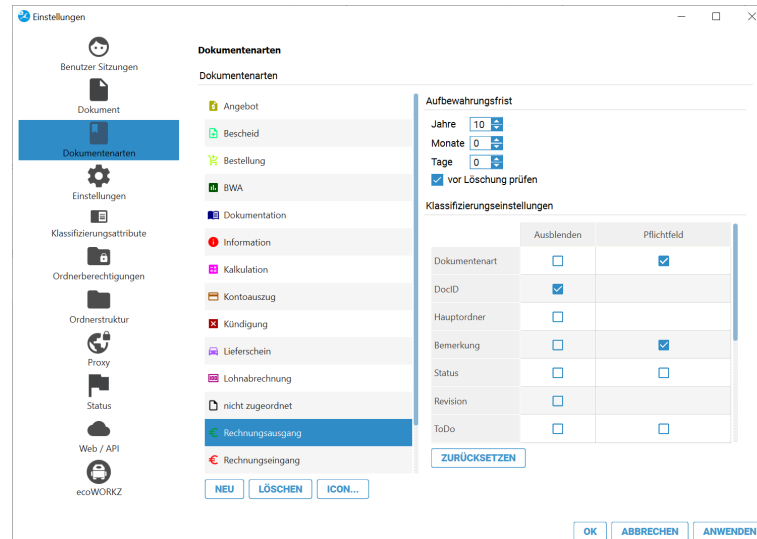 Einstellungen
Benutzer Sitzungen
Dokument
Dokumentenarten
Einstellungen
Klassifizierungsattribute
Ordnerberechtigungen
Ordnerstruktur
Proxy
Status
Web / API
ecoWORKZ
Dokumentenarten
Dokumentenarten
Angebot
Bescheid
Bestellung
BWA
Dokumentation
Information
Kalkulation
Kontoauszug
Kündigung
Lieferschein
Lohnabrechnung
nicht zugeordnet
Rechnungsausgang
Rechnungseingang
NEU LÖSCHEN ICON...
Aufbewahrungsfrist
Jahre 10
Monate 0
Tage 0
vor Löschung prüfen
Klassifizierungseinstellungen
Ausblenden Pflichtfeld
Dokumentenart
DocID
Hauptordner
Bemerkung
Status
Revision
ToDo
ZURÜCKSETZEN
OK ABBRECHEN ANWENDEN